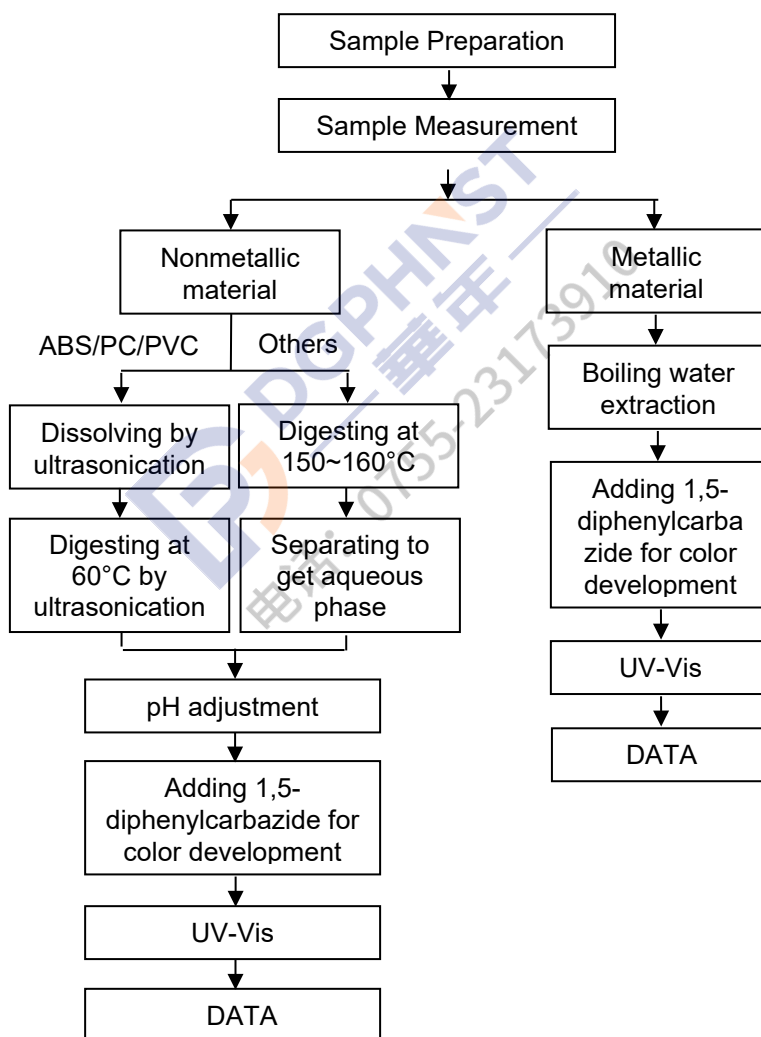 Sample Preparation
Sample Measurement
Nonmetallic
material
ABS/PC/PVC
Others
Dissolving by
ultrasonication
Digesting at
150~160°C
Digesting at
60°C by
ultrasonication
Separating to
get aqueous
phase
pH adjustment
Adding 1,5-
diphenylcarbazide for
color development
UV-Vis
DATA
Metallic
material
Boiling water
extraction
Adding 1,5-
diphenylcarba
zide for color
development
UV-Vis
DATA
DGPHNST
華年
电话：0755-23173910